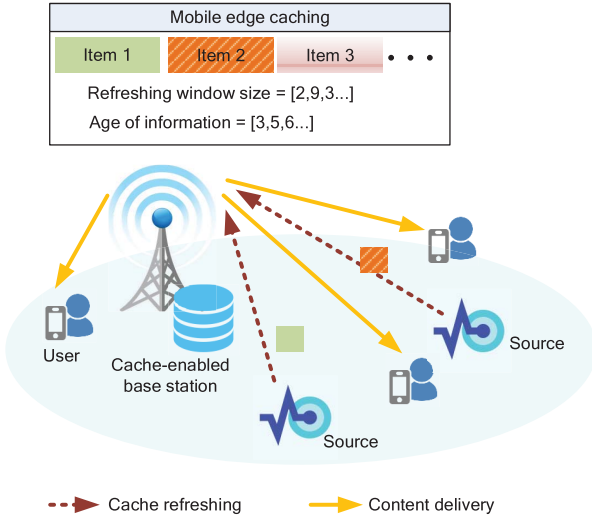 Mobile edge caching
Item 1 Item 2 Item 3 • • •
Refreshing window size = [2,9,3...]
Age of information = [3,5,6...]
User
Cache-enabled
base station
Source
Source
Cache refreshing
Content delivery